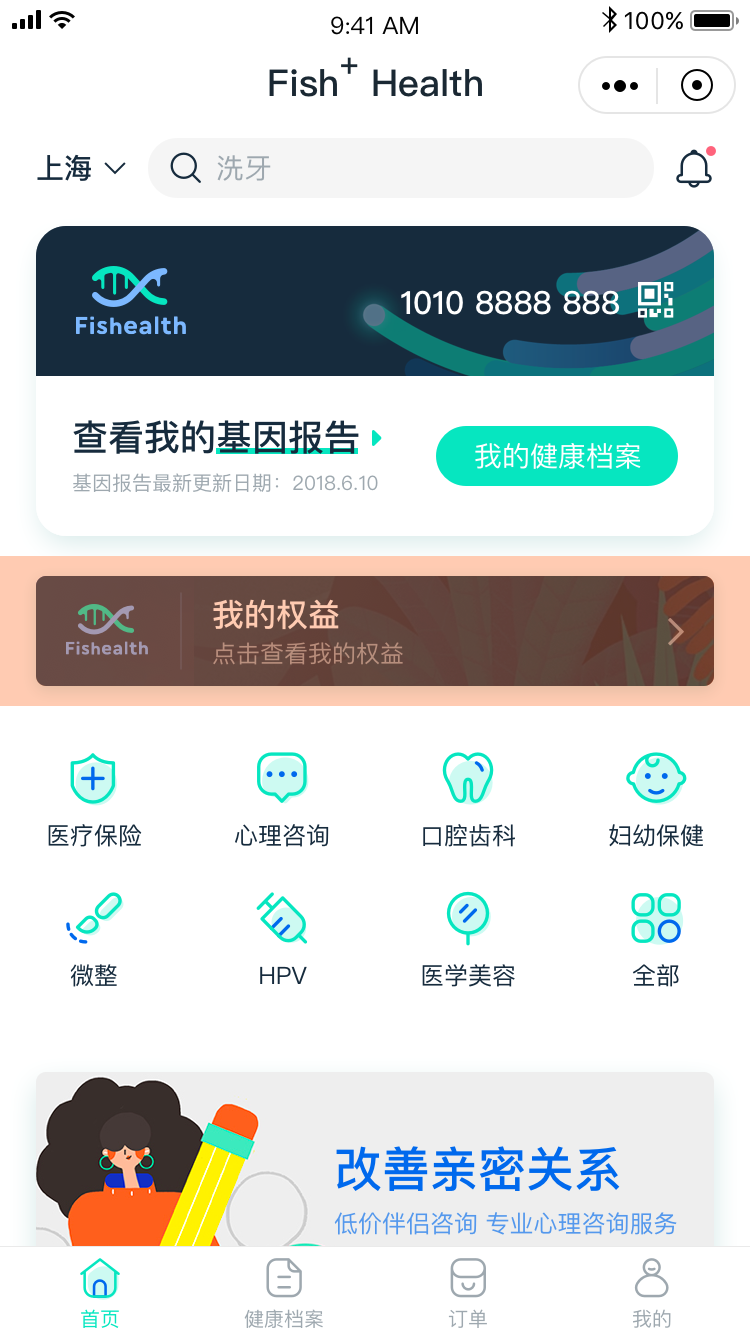 9:41 AM
100%
Fish+ Health
上海
洗牙
Fishealth
1010 8888 888
查看我的基因报告
基因报告最新更新日期：2018.6.10
我的健康档案
Fishealth
我的权益
点击查看我的权益
医疗保险
心理咨询
口腔齿科
妇幼保健
微整
HPV
医学美容
全部
改善亲密关系
低价伴侣咨询 专业心理咨询服务
首页
健康档案
订单
我的